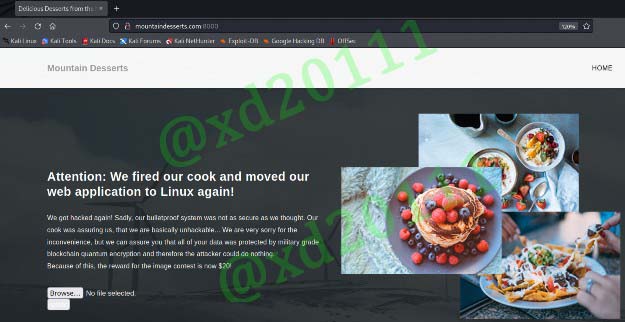 Delicious Desserts from the
mountaindesserts.com:8000
120%
Kali Linux Kali Tools Kali Docs Kali Forums Kali NetHunter Exploit-DB Google Hacking DB OffSec
Mountain Desserts
HOME
@xd20111
Attention: We fired our cook and moved our
web application to Linux again!
We got hacked again! Sadly, our bulletproof system was not as secure as we thought. Our
cook was assuring us, that we are basically unhackable... We are very sorry for the
inconvenience, but we can assure you that all of your data was protected by military grade
blockchain quantum encryption and therefore the attacker could do nothing.
Because of this, the reward for the image contest is now $20!
@xd20111
Browse... No file selected.